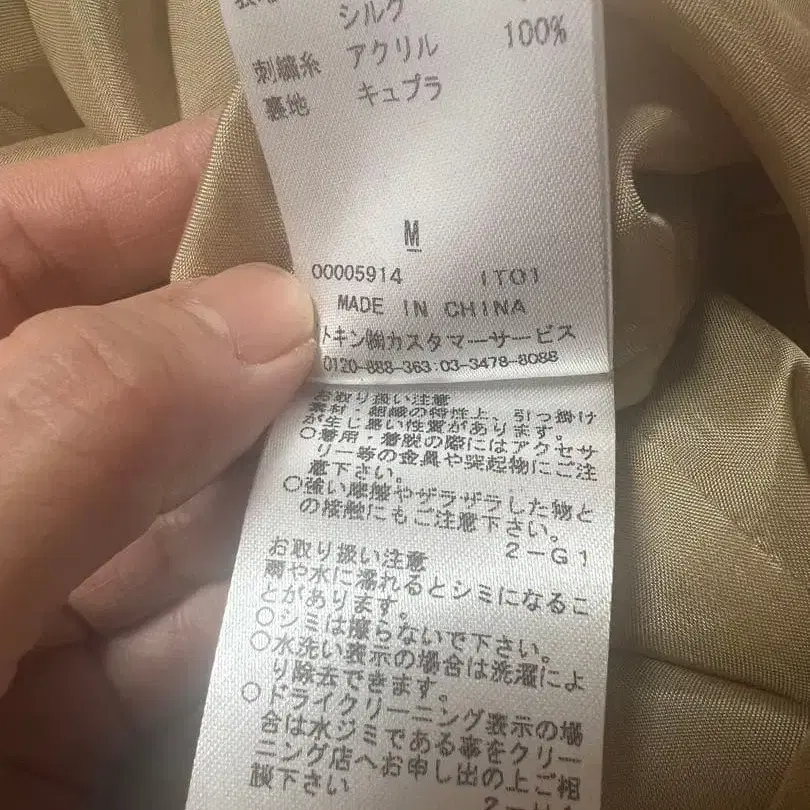 シルク
刺繍糸 アクリル 100%
裏地 キュプラ
M
00005914 IT01
MADE IN CHINA
トキン㈱カスタマーサービス
0120-888-363:03-3478-8088
お取り扱い注意
素材・組織の特性上、引っ掛け
が生じ易い性質があります。
○着用・着脱の際にはアクセサ
リー等の金具や突起物にご注
意下さい。
○強い摩擦やザラザラした物と
の接触にもご注意下さい。
2-G1
お取り扱い注意
雨や水に濡れるとシミになるこ
とがあります。
○シミは擦らないで下さい。
○水洗い表示の場合は洗濯によ
り除去できます。
○ドライクリーニング表示の場
合は水ジミである事をクリー
ニング店へお申し出の上ご相
談下さい